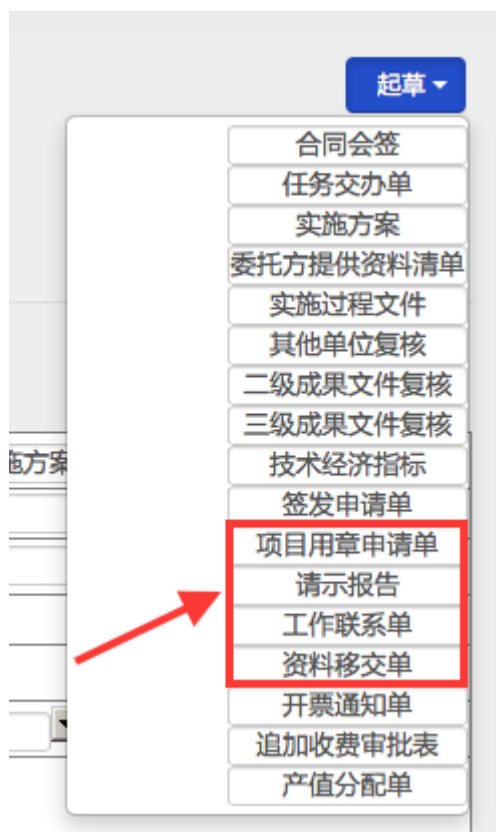 起草
合同会签
任务交办单
实施方案
委托方提供资料清单
实施过程文件
其他单位复核
二级成果文件复核
三级成果文件复核
施方案
技术经济指标
签发申请单
项目用章申请单
请示报告
工作联系单
资料移交单
开票通知单
追加收费审批表
产值分配单